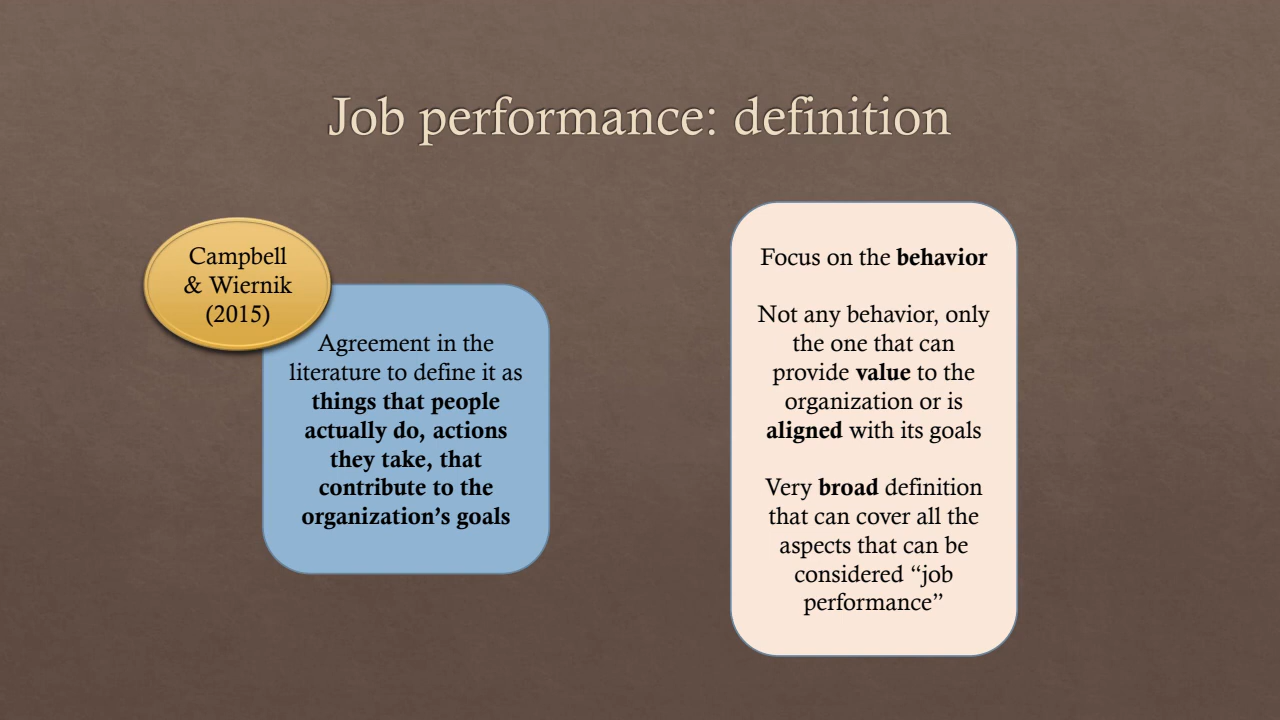 Job performance: definition
Campbell
& Wiernik
(2015)
Agreement in the
literature to define it as
things that people
actually do, actions
they take, that
contribute to the
organization’s goals
Focus on the behavior
Not any behavior, only
the one that can
provide value to the
organization or is
aligned with its goals
Very broad definition
that can cover all the
aspects that can be
considered “job
performance”